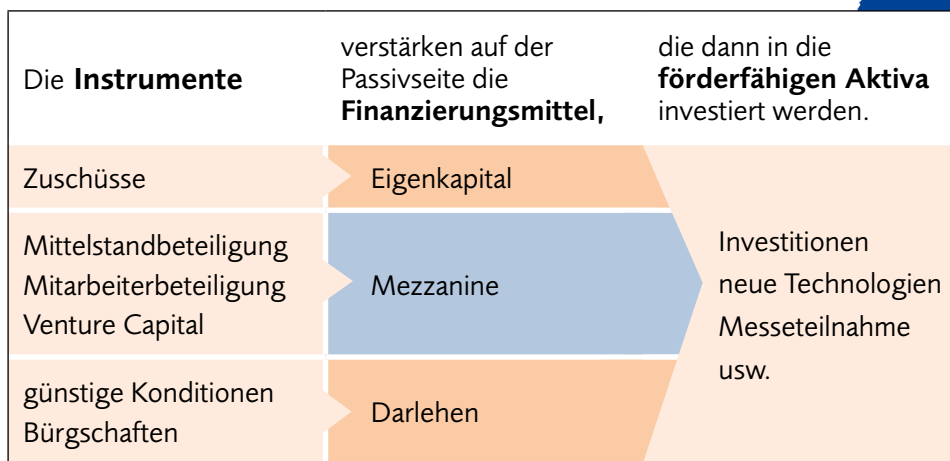 Die Instrumente
verstärken auf der
Passivseite die
Finanzierungsmittel,
die dann in die
förderfähigen Aktiva
investiert werden.
Zuschüsse
Eigenkapital
Mittelstandbeteiligung
Mitarbeiterbeteiligung
Venture Capital
Mezzanine
günstige Konditionen
Bürgschaften
Darlehen
Investitionen
neue Technologien
Messeteilnahme
usw.